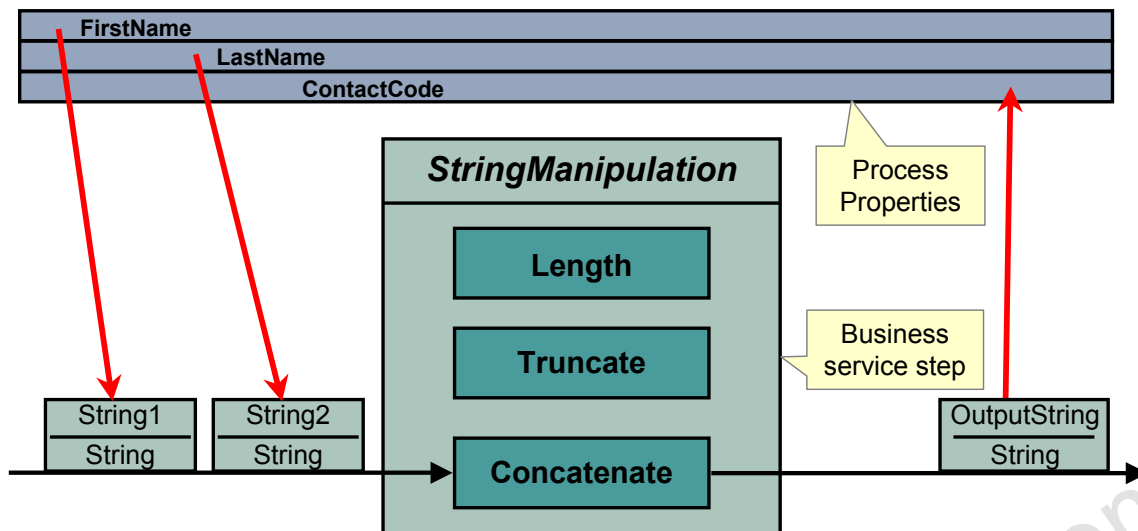 FirstName
LastName
ContactCode
StringManipulation
Process
Properties
Length
Truncate
Business
service step
String1
String
String2
String
Concatenate
OutputString
String